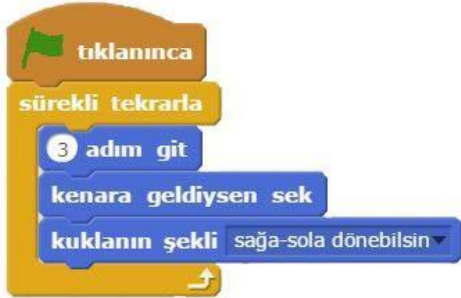 tıklanınca
sürekli tekrarla
3 adım git
kenara geldiysen sek
kuklanın şekli sağa-sola dönebilsin